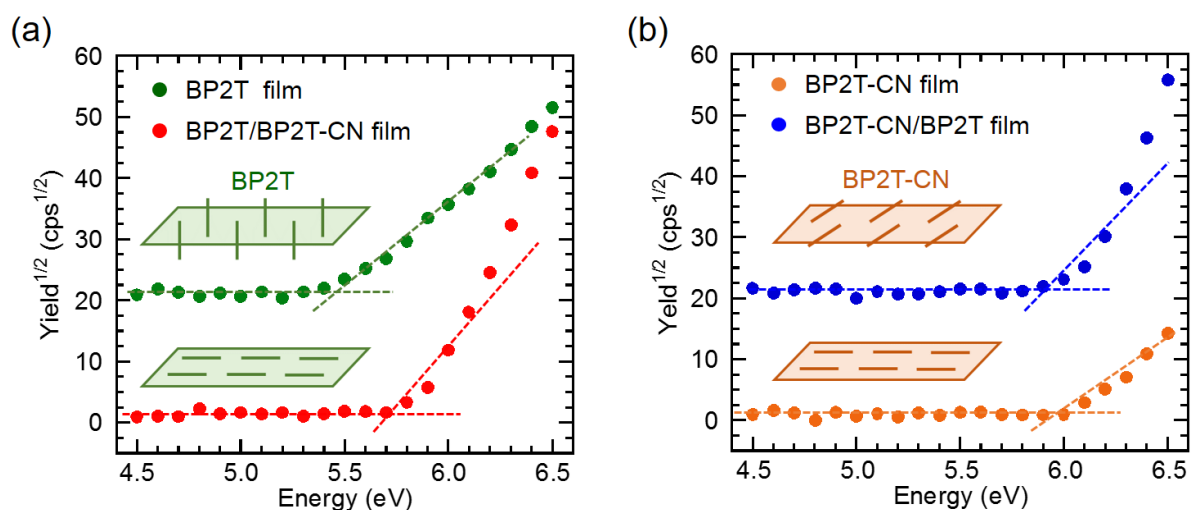 (a)
60
50
40
30
20
10
0
Yield1/2 (cps1/2)
BP2T film
BP2T/BP2T-CN film
BP2T
4.5 5.0 5.5 6.0 6.5
Energy (eV)
(b)
60
50
40
30
20
10
0
Yeld1/2 (cps1/2)
BP2T-CN film
BP2T-CN/BP2T film
BP2T-CN
4.5 5.0 5.5 6.0 6.5
Energy (eV)